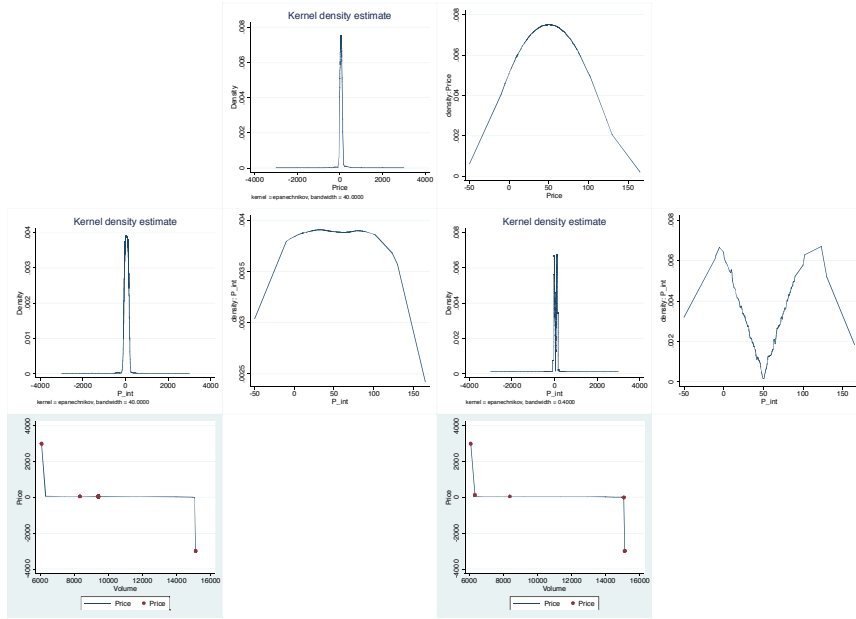 Kernel density estimate
Density
0 .002 .004 .006 .008
-4000 -2000 0 2000 4000
Price
kernel = epanechnikov, bandwidth = 40.0000
density: Price
0 .002 .004 .006 .008
-50 0 50 100 150
Price
Kernel density estimate
Density
0 .001 .002 .003 .004
-4000 -2000 0 2000 4000
P_int
kernel = epanechnikov, bandwidth = 40.0000
density: P_int
.0025 .003 .0035 .004
-50 0 50 100 150
P_int
Kernel density estimate
Density
0 .002 .004 .006 .008
-4000 -2000 0 2000 4000
P_int
kernel = epanechnikov, bandwidth = 0.4000
density: P_int
0 .002 .004 .006 .008
-50 0 50 100 150
P_int
Price
-4000 -2000 0 2000 4000
6000 8000 10000 12000 14000 16000
Volume
Price Price
Price
-4000 -2000 0 2000 4000
6000 8000 10000 12000 14000 16000
Volume
Price Price